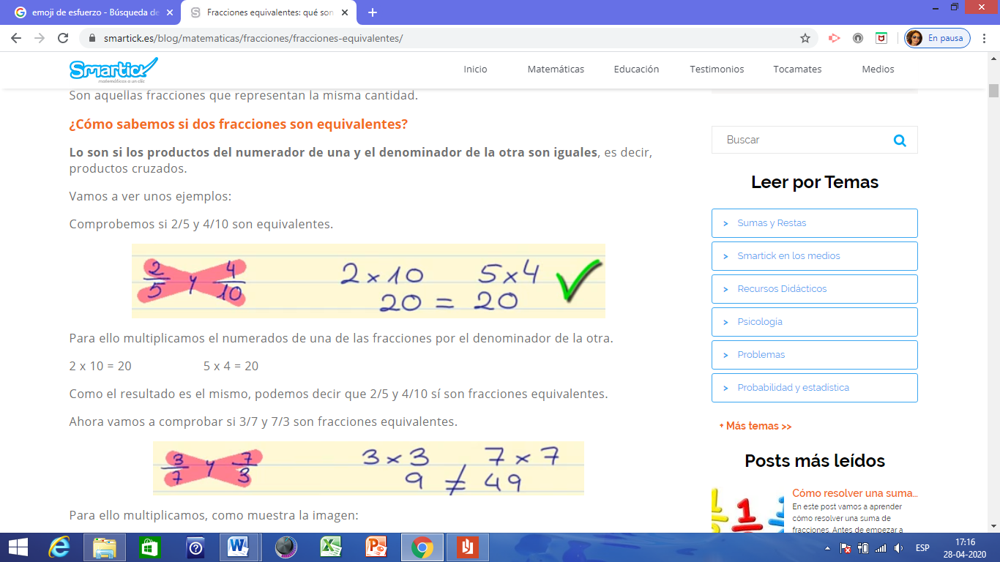 emoji de esfuerzo - Búsqueda de
Fracciones equivalentes: qué son
smartick.es/blog/matematicas/fracciones/fracciones-equivalentes/
En pausa
Smartick
matemáticas a un clic
Inicio
Matemáticas
Educación
Testimonios
Tocamates
Medios
Son aquellas fracciones que representan la misma cantidad.
¿Cómo sabemos si dos fracciones son equivalentes?
Lo son si los productos del numerador de una y el denominador de la otra son iguales, es decir,
productos cruzados.
Vamos a ver unos ejemplos:
Comprobemos si 2/5 y 4/10 son equivalentes.
2/5 y 4/10 2 x 10 5 x 4
20 = 20
Para ello multiplicamos el numerados de una de las fracciones por el denominador de la otra.
2 x 10 = 20 5 x 4 = 20
Como el resultado es el mismo, podemos decir que 2/5 y 4/10 sí son fracciones equivalentes.
Ahora vamos a comprobar si 3/7 y 7/3 son fracciones equivalentes.
3/7 y 7/3 3 x 3 7 x 7
9 ≠ 49
Para ello multiplicamos, como muestra la imagen:
Buscar
Leer por Temas
> Sumas y Restas
> Smartick en los medios
> Recursos Didácticos
> Psicologia
> Problemas
> Probabilidad y estadistica
+ Más temas >>
Posts más leídos
Cómo resolver una suma...
En este post vamos a aprender
cómo resolver una suma de
fracciones. Antes de empezar a
ESP
17:16
28-04-2020